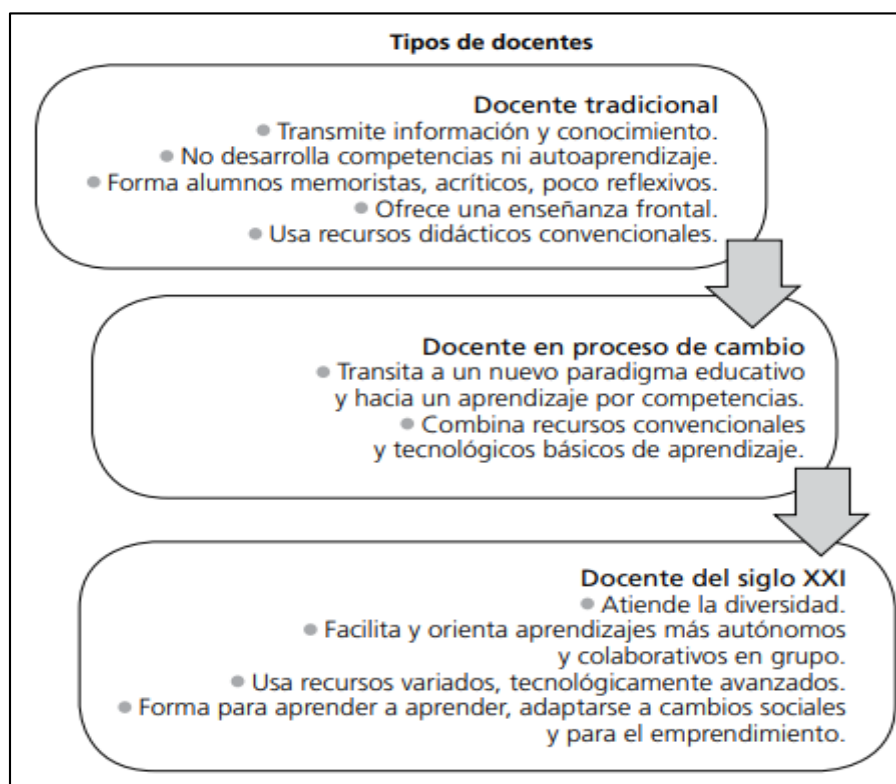 Tipos de docentes
Docente tradicional
● Transmite información y conocimiento.
● No desarrolla competencias ni autoaprendizaje.
● Forma alumnos memoristas, acríticos, poco reflexivos.
● Ofrece una enseñanza frontal.
● Usa recursos didácticos convencionales.
Docente en proceso de cambio
● Transita a un nuevo paradigma educativo
y hacia un aprendizaje por competencias.
● Combina recursos convencionales
y tecnológicos básicos de aprendizaje.
Docente del siglo XXI
● Atiende la diversidad.
● Facilita y orienta aprendizajes más autónomos
y colaborativos en grupo.
● Usa recursos variados, tecnológicamente avanzados.
● Forma para aprender a aprender, adaptarse a cambios sociales
y para el emprendimiento.